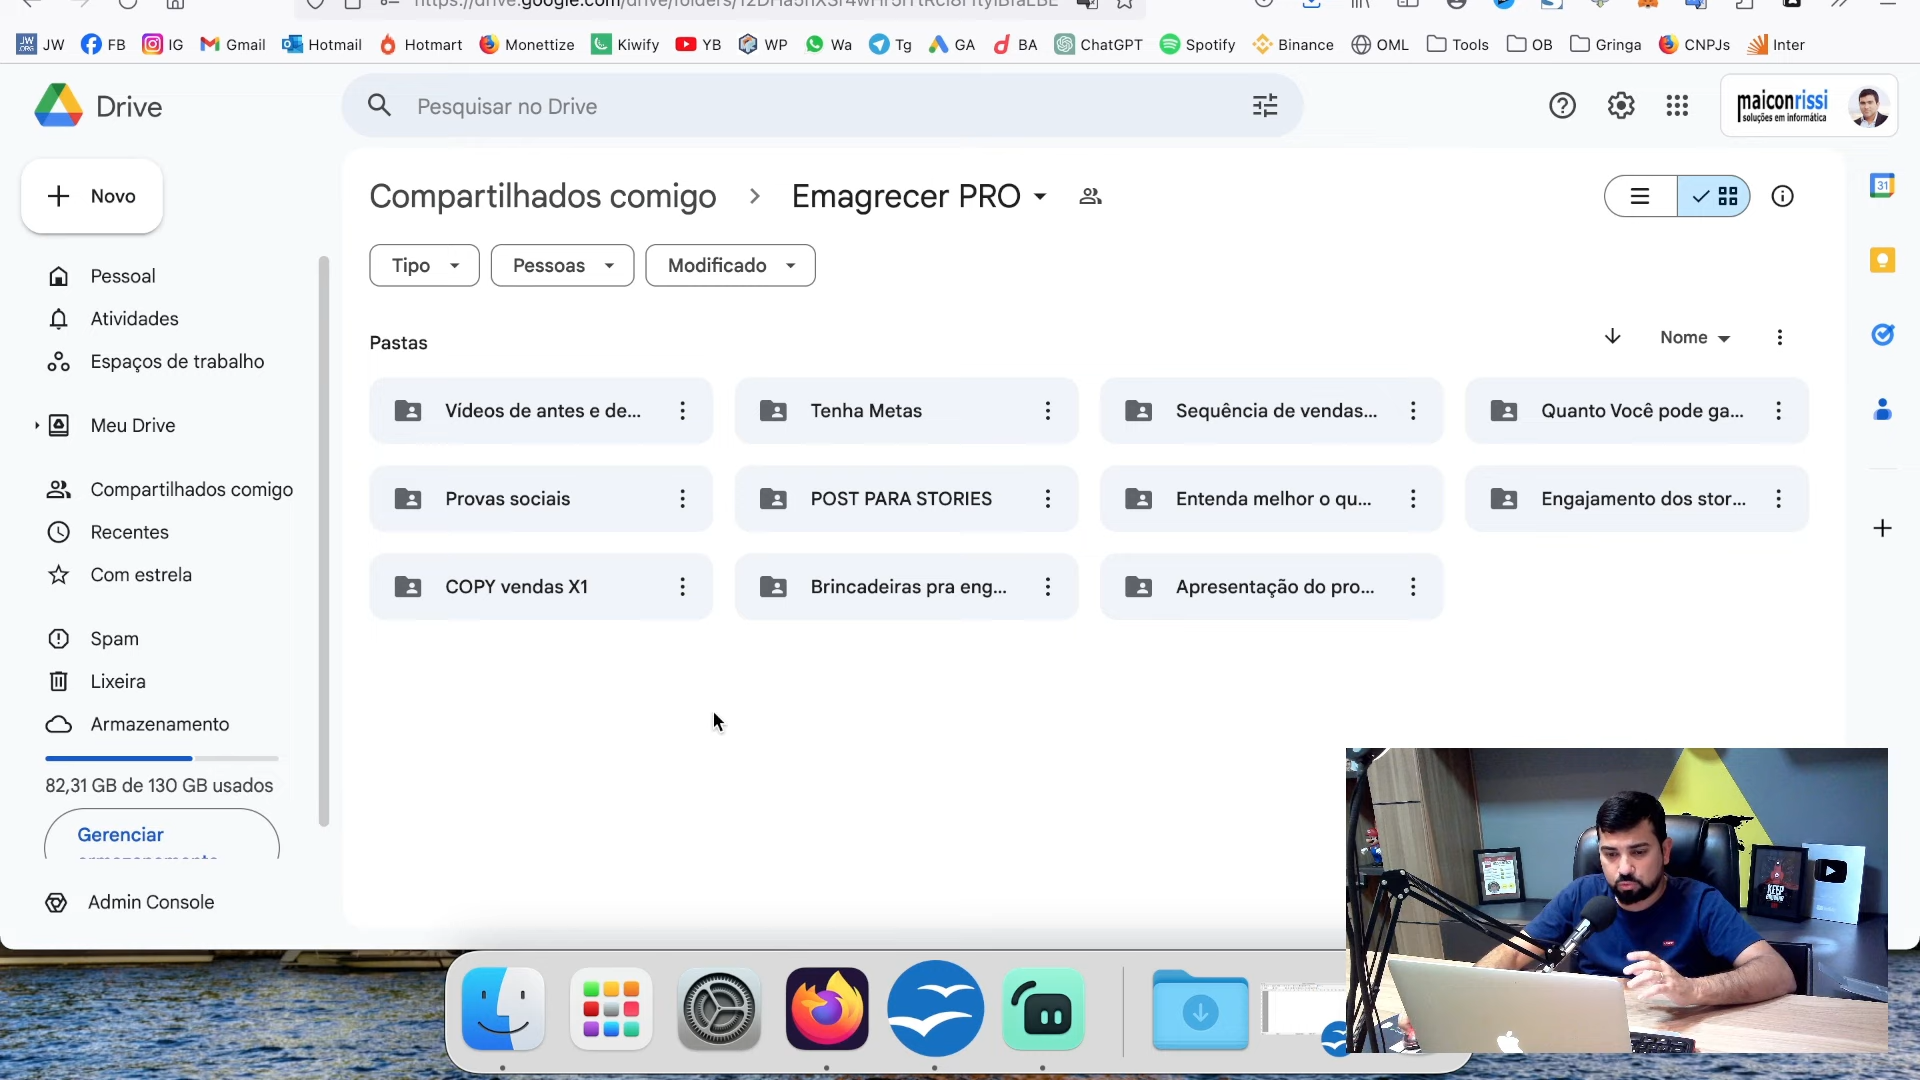 JW
FB
IG
Gmail
Hotmail
Hotmart
Monettize
Kiwify
YB
WP
Wa
Tg
GA
BA
ChatGPT
Spotify
Binance
OML
Tools
OB
Gringa
CNPJs
Inter
Drive
Pesquisar no Drive
maiconrissi
soluções em informática
Novo
Compartilhados comigo > Emagrecer PRO
Tipo
Pessoas
Modificado
Pessoal
Atividades
Espaços de trabalho
Meu Drive
Compartilhados comigo
Recentes
Com estrela
Spam
Lixeira
Armazenamento
82,31 GB de 130 GB usados
Gerenciar
Admin Console
Pastas
Nome
Vídeos de antes e de...
Tenha Metas
Sequência de vendas...
Quanto Você pode ga...
Provas sociais
POST PARA STORIES
Entenda melhor o qu...
Engajamento dos stor...
COPY vendas X1
Brincadeiras pra eng...
Apresentação do pro...
31
KEEP